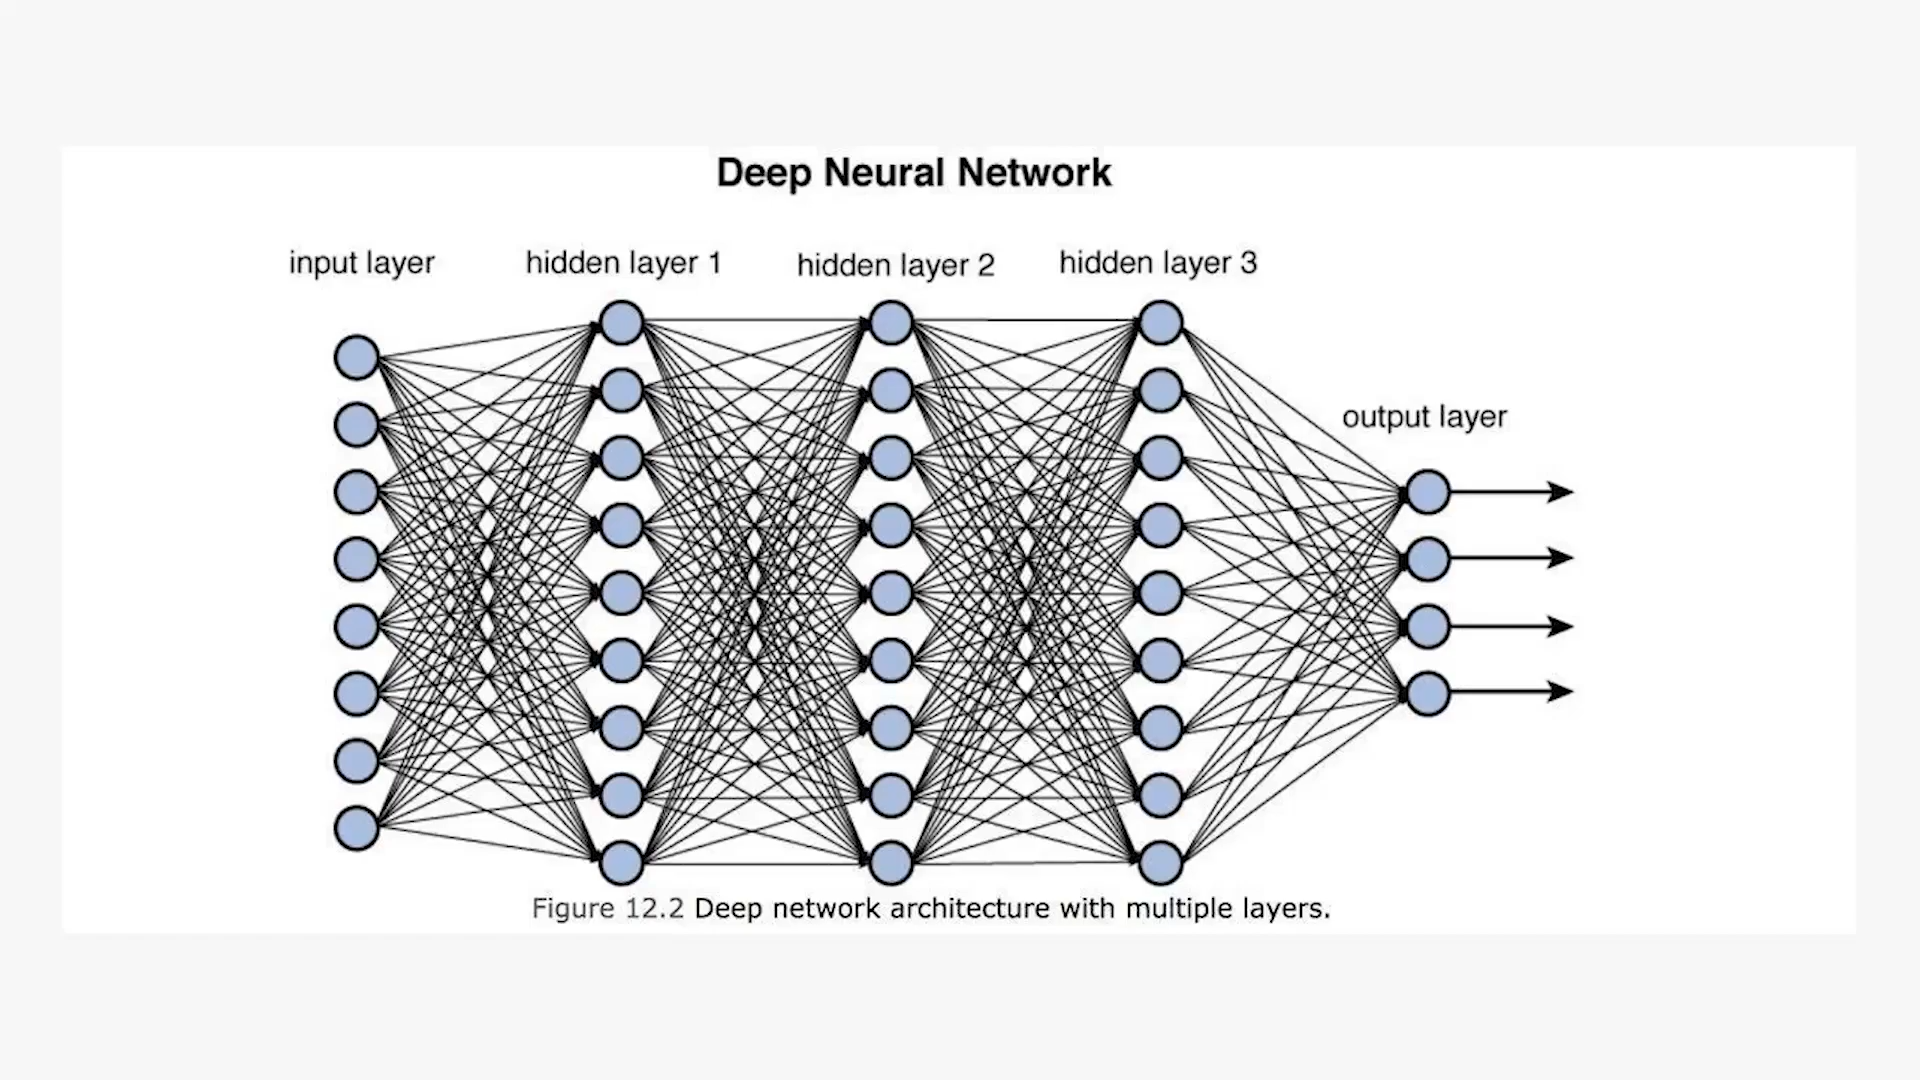 Deep Neural Network
input layer
hidden layer 1
hidden layer 2
hidden layer 3
output layer
Figure 12.2 Deep network architecture with multiple layers.